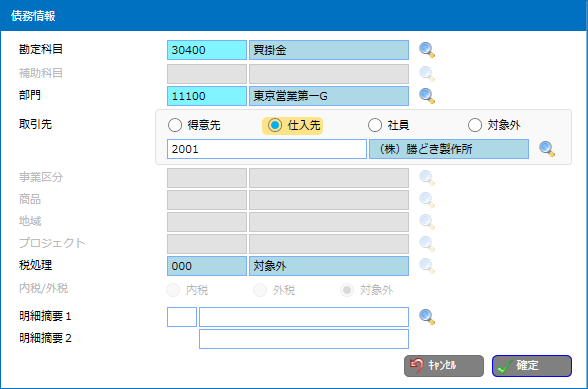 債務情報
勘定科目 30400 買掛金
補助科目
部門 11100 東京営業第一G
取引先 得意先 仕入先 社員 対象外
2001 （株）勝どき製作所
事業区分
商品
地域
プロジェクト
税処理 000 対象外
内税/外税 内税 外税 対象外
明細摘要１
明細摘要２
ｷｬﾝｾﾙ 確定